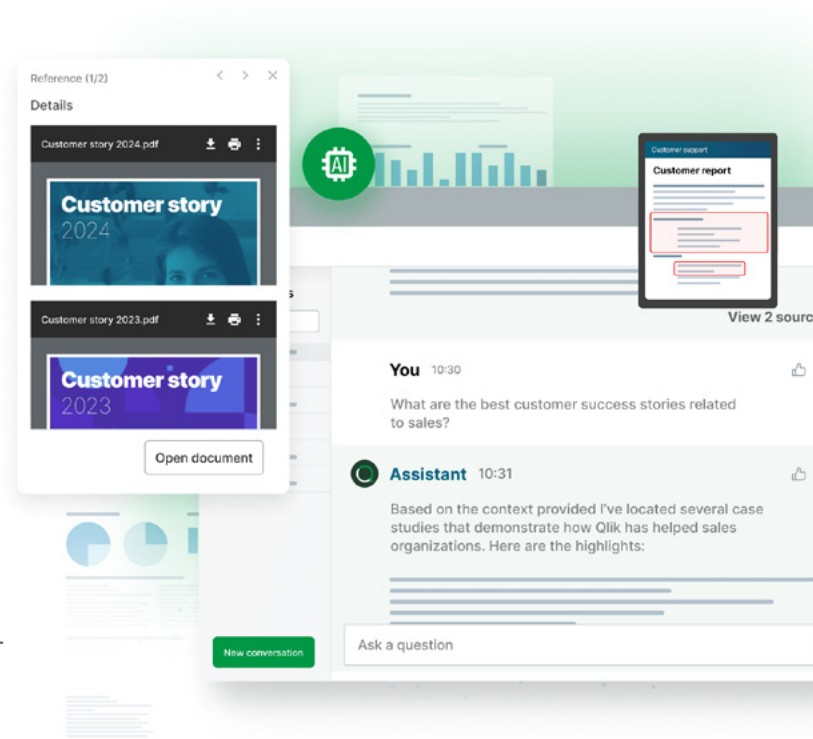 Reference (1/2)
Details
Customer story 2024.pdf
Customer story
2024
Customer story 2023.pdf
Customer story
2023
Open document
AI
Customer support
Customer report
s
View 2 sourc
You 10:30
What are the best customer success stories related
to sales?
Assistant 10:31
Based on the context provided I've located several case
studies that demonstrate how Qlik has helped sales
organizations. Here are the highlights:
New conversation
Ask a question